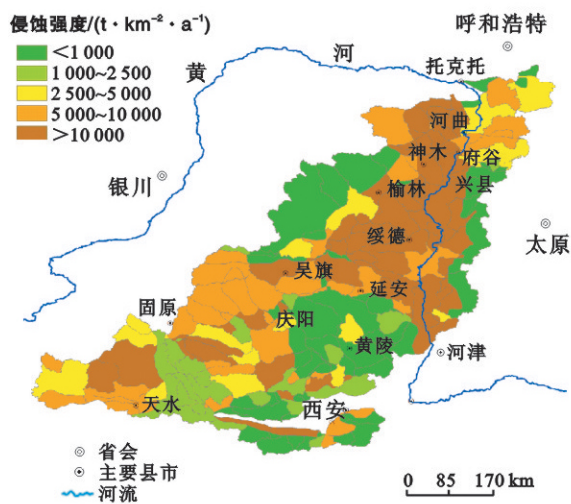 侵蚀强度/(t·km⁻²·a⁻¹)
<1 000
1 000~2 500
2 500~5 000
5 000~10 000
>10 000
呼和浩特
黄
河
托克托
河曲
神木
府谷
银川
榆林
兴县
绥德
太原
吴旗
延安
固原
庆阳
黄陵
河津
天水
西安
省会
主要县市
河流
0 85 170 km